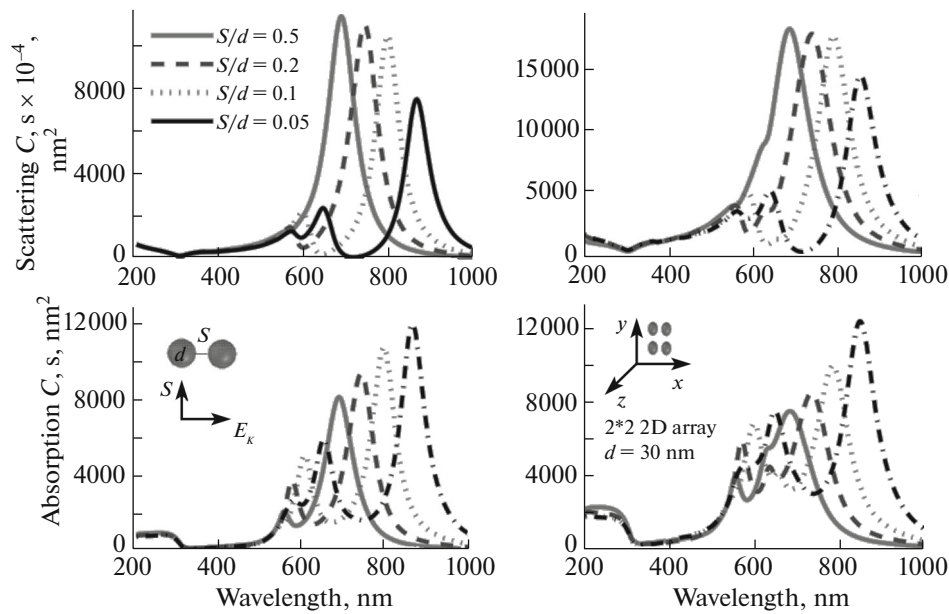 Scattering C, s × 10⁻⁴,
nm²
8000
4000
0
S/d = 0.5
S/d = 0.2
S/d = 0.1
S/d = 0.05
200 400 600 800 1000
15000
10000
5000
0
200 400 600 800 1000
Absorption C, s, nm²
12000
8000
4000
0
S
d
S
E_K
200 400 600 800 1000
Wavelength, nm
12000
8000
4000
0
y
x
z
2*2 2D array
d = 30 nm
200 400 600 800 1000
Wavelength, nm